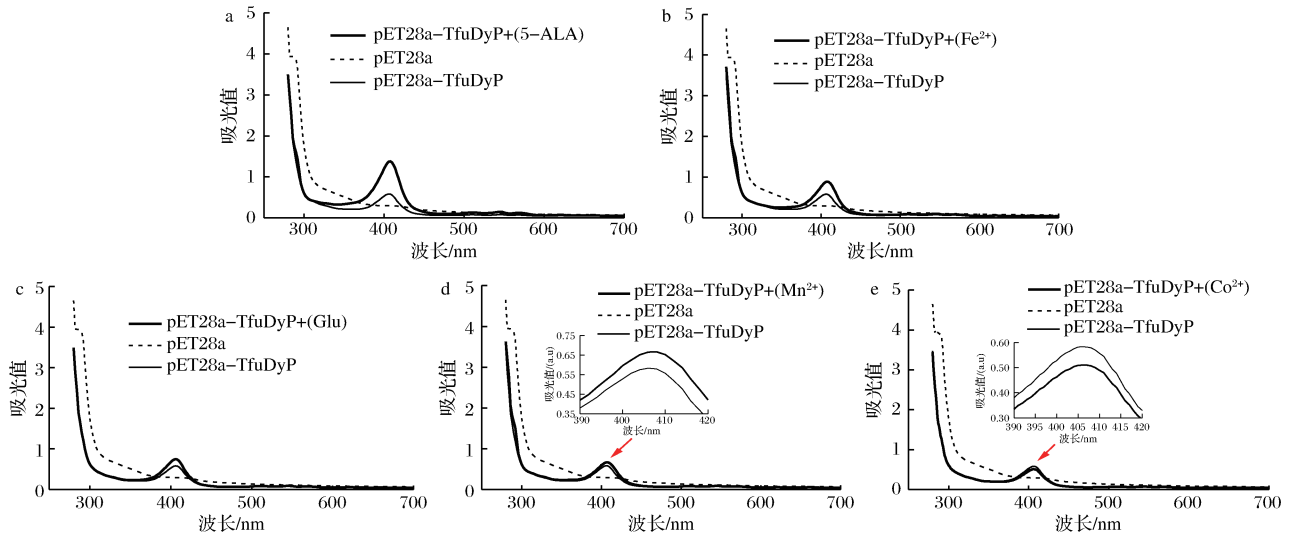 a
pET28a-TfuDyP+(5-ALA)
pET28a
pET28a-TfuDyP
吸光值
5
4
3
2
1
0
300
400
500
600
700
波长/nm
b
pET28a-TfuDyP+(Fe²⁺)
pET28a
pET28a-TfuDyP
吸光值
5
4
3
2
1
0
300
400
500
600
700
波长/nm
c
pET28a-TfuDyP+(Glu)
pET28a
pET28a-TfuDyP
吸光值
5
4
3
2
1
0
300
400
500
600
700
波长/nm
d
pET28a-TfuDyP+(Mn²⁺)
pET28a
pET28a-TfuDyP
吸光值
5
4
3
2
1
0
300
400
500
600
700
波长/nm
吸光值/(a.u)
0.75
0.65
0.55
0.45
0.35
390
400
410
420
波长/nm
e
pET28a-TfuDyP+(Co²⁺)
pET28a
pET28a-TfuDyP
吸光值
5
4
3
2
1
0
300
400
500
600
700
波长/nm
吸光值/(a.u)
0.60
0.50
0.40
0.30
390
395
400
405
410
415
420
波长/nm